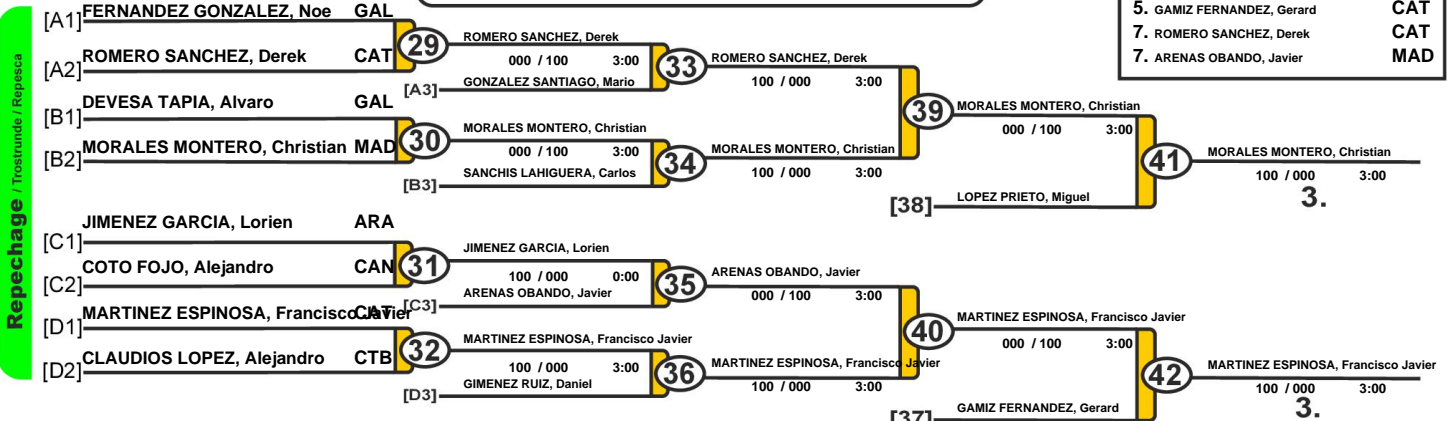 5. GAMIZ FERNANDEZ, Gerard CAT
7. ROMERO SANCHEZ, Derek CAT
7. ARENAS OBANDO, Javier MAD
Repechage / Trostrunde / Repesca
[A1] FERNANDEZ GONZALEZ, Noe GAL
[A2] ROMERO SANCHEZ, Derek CAT
29
[B1] DEVESA TAPIA, Alvaro GAL
[B2] MORALES MONTERO, Christian MAD
30
[C1] JIMENEZ GARCIA, Lorien ARA
[C2] COTO FOJO, Alejandro CAN
31
[D1] MARTINEZ ESPINOSA, Francisco Javier CAT
[D2] CLAUDIOS LOPEZ, Alejandro CTB
32
ROMERO SANCHEZ, Derek
000 / 100 3:00
[A3] GONZALEZ SANTIAGO, Mario
33
MORALES MONTERO, Christian
000 / 100 3:00
[B3] SANCHIS LAHIGUERA, Carlos
34
JIMENEZ GARCIA, Lorien
100 / 000 0:00
[C3] ARENAS OBANDO, Javier
35
MARTINEZ ESPINOSA, Francisco Javier
100 / 000 3:00
[D3] GIMENEZ RUIZ, Daniel
36
ROMERO SANCHEZ, Derek
100 / 000 3:00
MORALES MONTERO, Christian
100 / 000 3:00
39
ARENAS OBANDO, Javier
000 / 100 3:00
MARTINEZ ESPINOSA, Francisco Javier
100 / 000 3:00
40
MORALES MONTERO, Christian
000 / 100 3:00
[38] LOPEZ PRIETO, Miguel
41
MARTINEZ ESPINOSA, Francisco Javier
000 / 100 3:00
[37] GAMIZ FERNANDEZ, Gerard
42
MORALES MONTERO, Christian
100 / 000 3:00
3.
MARTINEZ ESPINOSA, Francisco Javier
100 / 000 3:00
3.